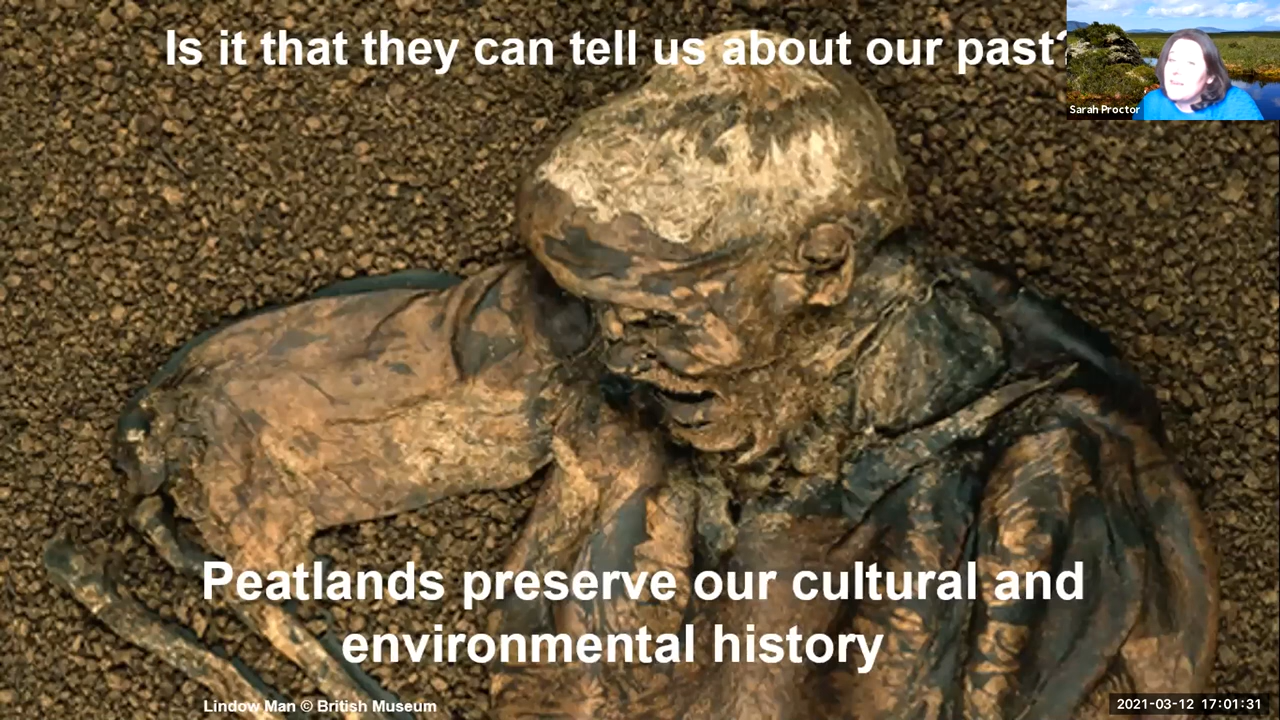 Is it that they can tell us about our past?
Sarah Proctor
Peatlands preserve our cultural and
environmental history
Lindow Man © British Museum
2021-03-12 17:01:31